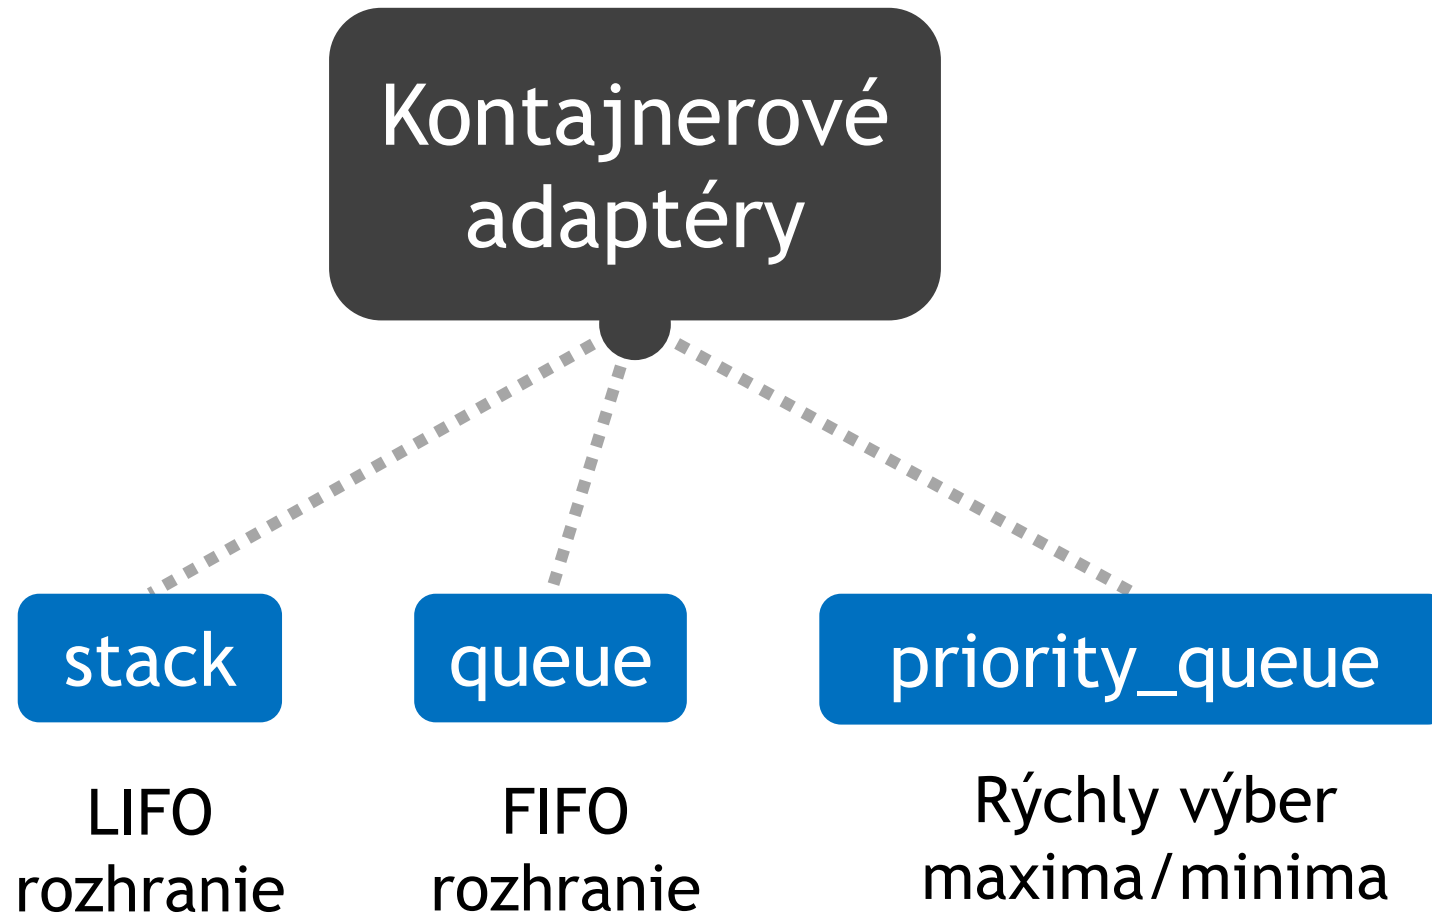 Kontajnerové
adaptéry
stack
queue
priority_queue
LIFO
rozhranie
FIFO
rozhranie
Rýchly výber
maxima/minima